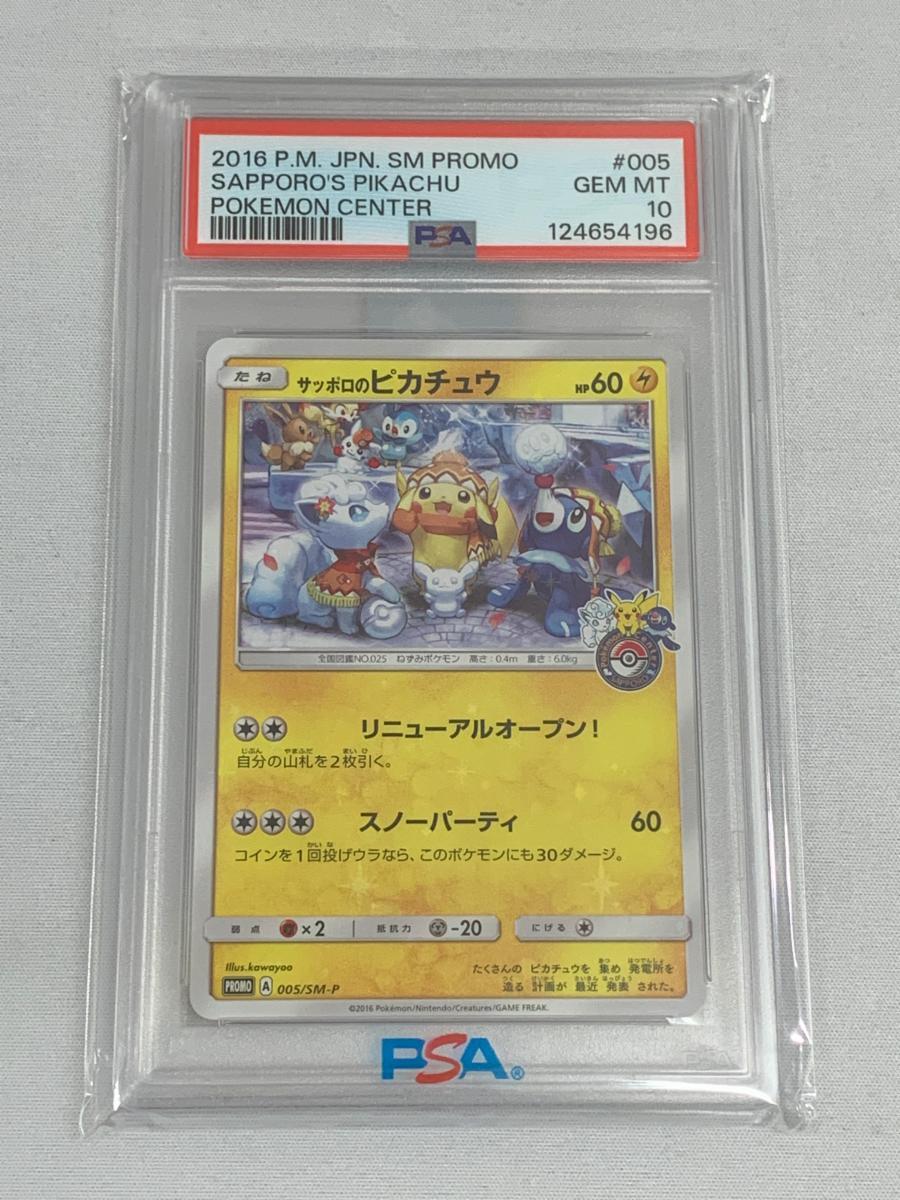 2016 P.M. JPN. SM PROMO #005
SAPPORO'S PIKACHU GEM MT
POKEMON CENTER 10
PSA 124654196
たね サッポロのピカチュウ HP60
全国図鑑NO.025 ねずみポケモン 高さ:0.4m 重さ:6.0kg
SAPPORO
リニューアルオープン!
自分の山札を2枚引く。
スノーパーティ 60
コインを1回投げウラなら、このポケモンにも30ダメージ。
弱点 ×2 抵抗力 -20 にげる
Illus.kawayoo
たくさんの ピカチュウを 集め 発電所を
造る 計画が 最近 発表 された。
PROMO A 005/SM-P
©2016 Pokémon/Nintendo/Creatures/GAME FREAK.
PSA®